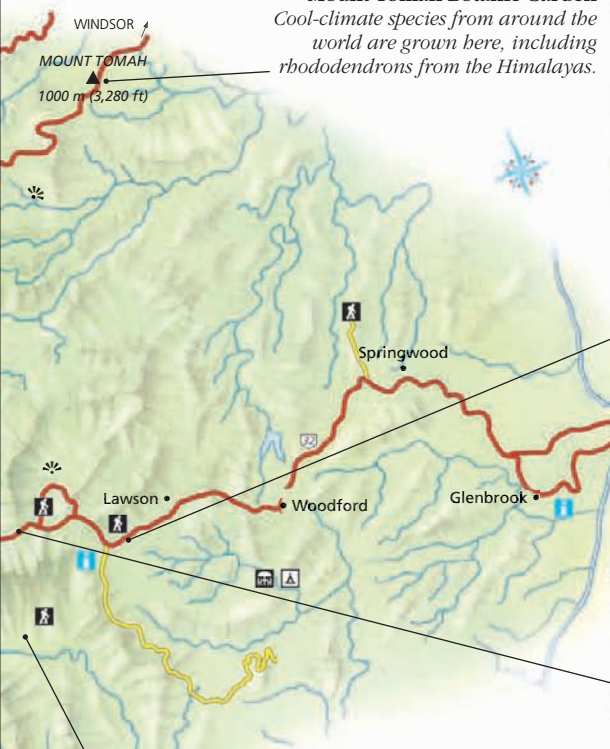 Cool-climate species from around the
world are grown here, including
rhododendrons from the Himalayas.
WINDSOR
MOUNT TOMAH
1000 m (3,280 ft)
Springwood
32
Lawson
Woodford
Glenbrook